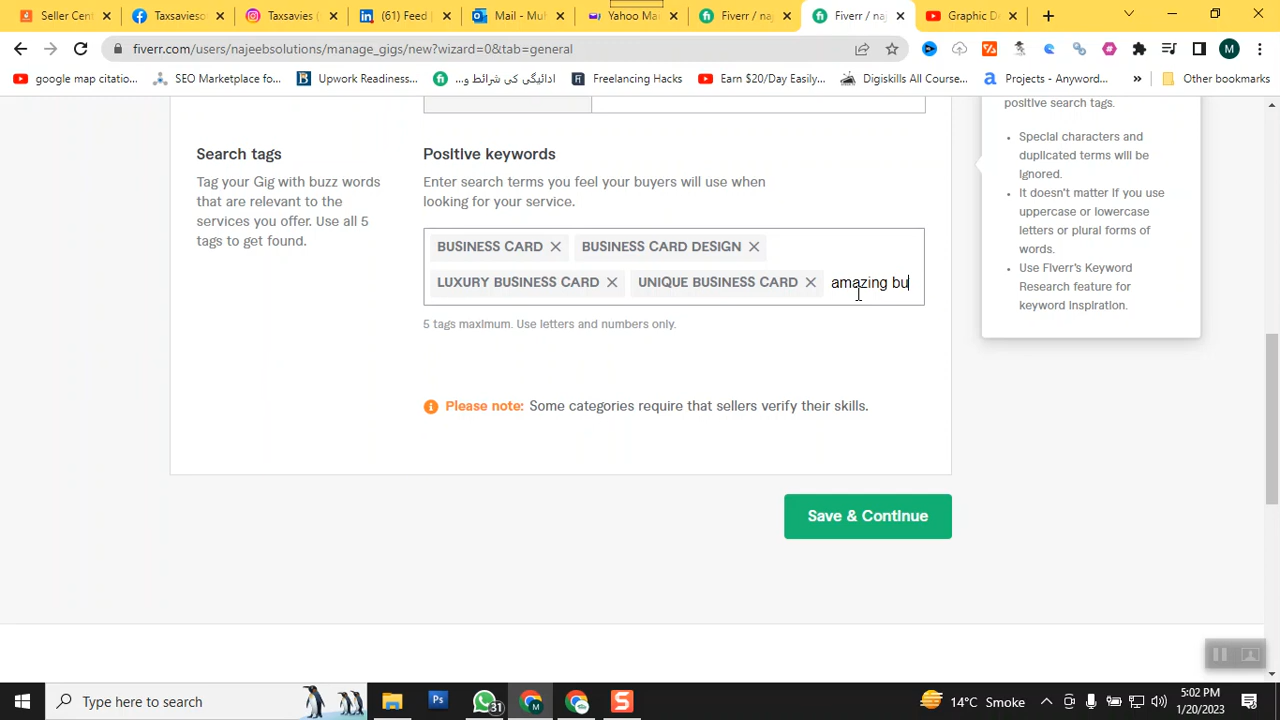 Seller Cent
Taxsavieso
Taxsavies (
(61) Feed |
Mail - Muh
Yahoo Mai
Fiverr / naj
Fiverr / naj
Graphic De
fiverr.com/users/najeebsolutions/manage_gigs/new?wizard=0&tab=general
M
google map citatio...
SEO Marketplace fo...
Upwork Readiness...
ادائیگی کی شرائط و...
Freelancing Hacks
Earn $20/Day Easily...
Digiskills All Course...
Projects - Anyword...
»
Other bookmarks
positive search tags.
Special characters and
duplicated terms will be
ignored.
It doesn't matter if you use
uppercase or lowercase
letters or plural forms of
words.
Use Fiverr's Keyword
Research feature for
keyword inspiration.
Search tags
Tag your Gig with buzz words
that are relevant to the
services you offer. Use all 5
tags to get found.
Positive keywords
Enter search terms you feel your buyers will use when
looking for your service.
BUSINESS CARD BUSINESS CARD DESIGN
LUXURY BUSINESS CARD UNIQUE BUSINESS CARD amazing bu
5 tags maximum. Use letters and numbers only.
Please note: Some categories require that sellers verify their skills.
Save & Continue
Type here to search
Ps
31
M
S
14°C Smoke
5:02 PM
1/20/2023